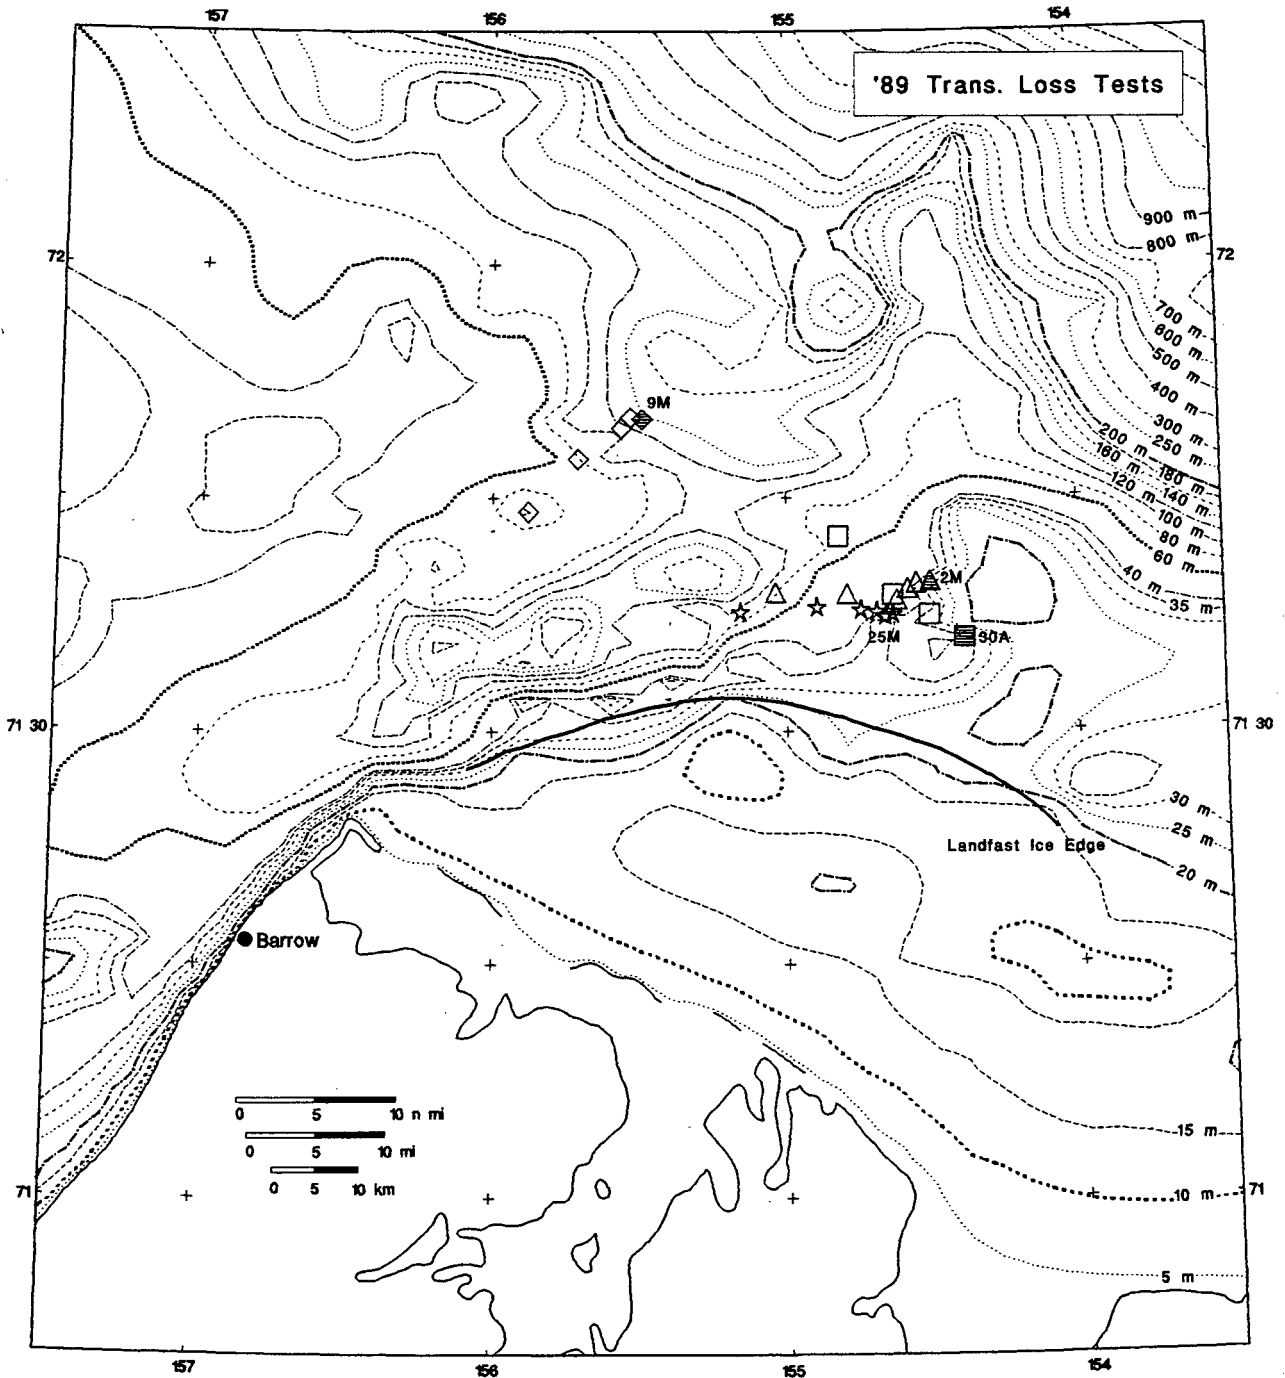 157 156 155 154
'89 Trans. Loss Tests
900 m
800 m
72 72
700 m
600 m
500 m
400 m
300 m
250 m
200 m 180 m
160 m 140 m
120 m 100 m
80 m
60 m
40 m
35 m
9M
2M
25M
30A
71 30 71 30
30 m
25 m
20 m
Landfast Ice Edge
Barrow
0 5 10 n mi
0 5 10 mi
0 5 10 km
15 m
71 10 m 71
5 m
157 156 155 154